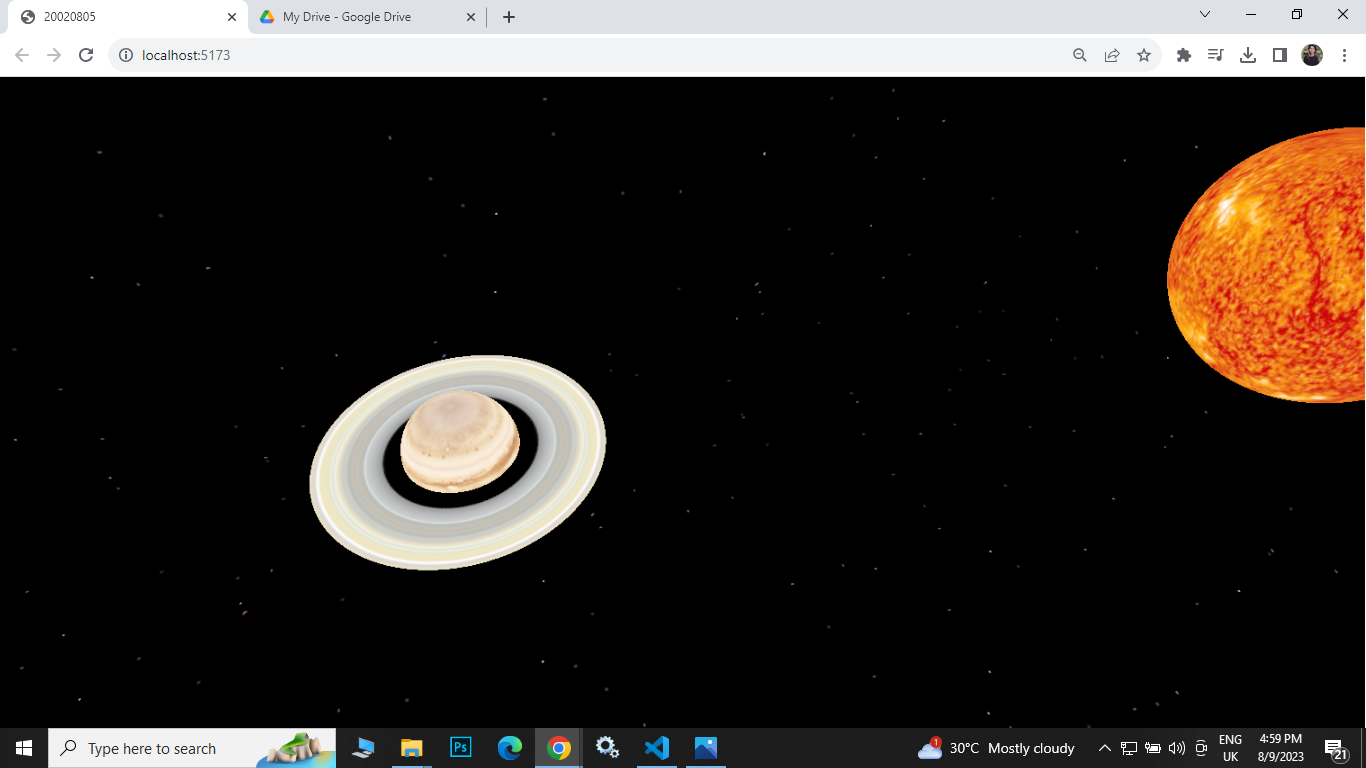 20020805
My Drive - Google Drive
localhost:5173
Type here to search
Ps
1
30°C Mostly cloudy
ENG
UK
4:59 PM
8/9/2023
21